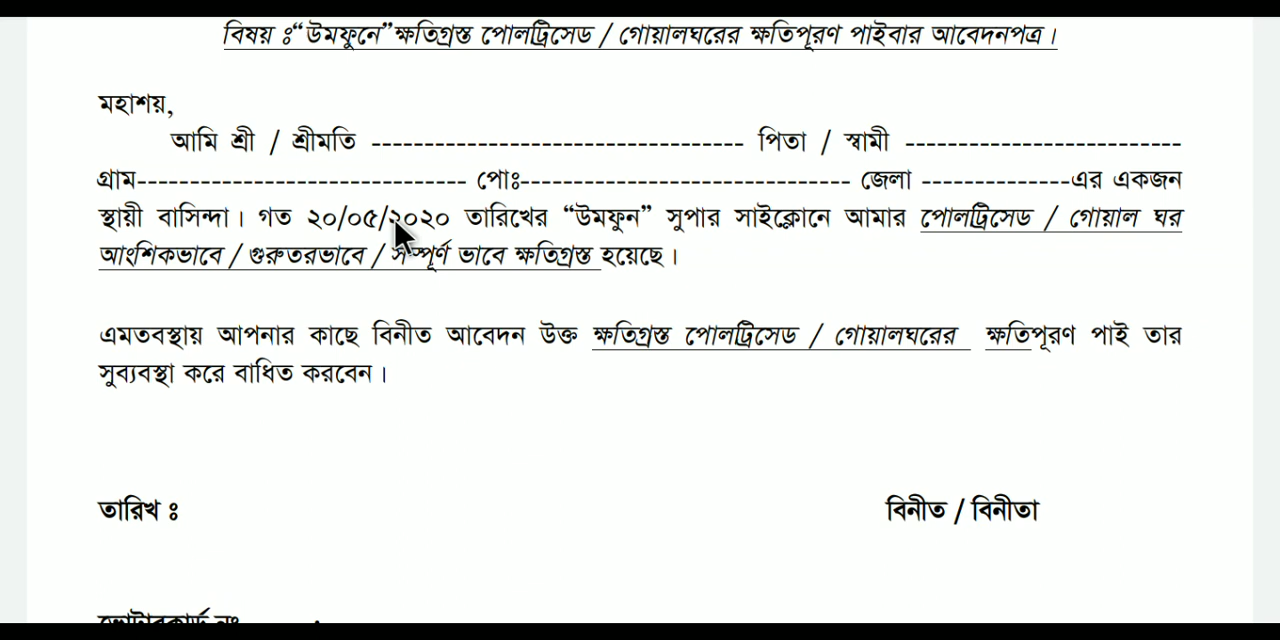 বিষয় ঃ“উমফুনে”ক্ষতিগ্রস্ত পোলট্রিসেড / গোয়ালঘরের ক্ষতিপূরণ পাইবার আবেদনপত্র।
মহাশয়,
আমি শ্রী / শ্রীমতি ----------------------------------- পিতা / স্বামী --------------------------
গ্রাম------------------------------- পোঃ------------------------------- জেলা --------------এর একজন
স্থায়ী বাসিন্দা। গত ২০/০৫/২০২০ তারিখের “উমফুন” সুপার সাইক্লোনে আমার পোলট্রিসেড / গোয়াল ঘর
আংশিকভাবে / গুরুতরভাবে / সম্পূর্ণ ভাবে ক্ষতিগ্রস্ত হয়েছে।
এমতবস্থায় আপনার কাছে বিনীত আবেদন উক্ত ক্ষতিগ্রস্ত পোলট্রিসেড / গোয়ালঘরের ক্ষতিপূরণ পাই তার
সুব্যবস্থা করে বাধিত করবেন।
তারিখ ঃ বিনীত / বিনীতা
ভোটারকার্ড নং